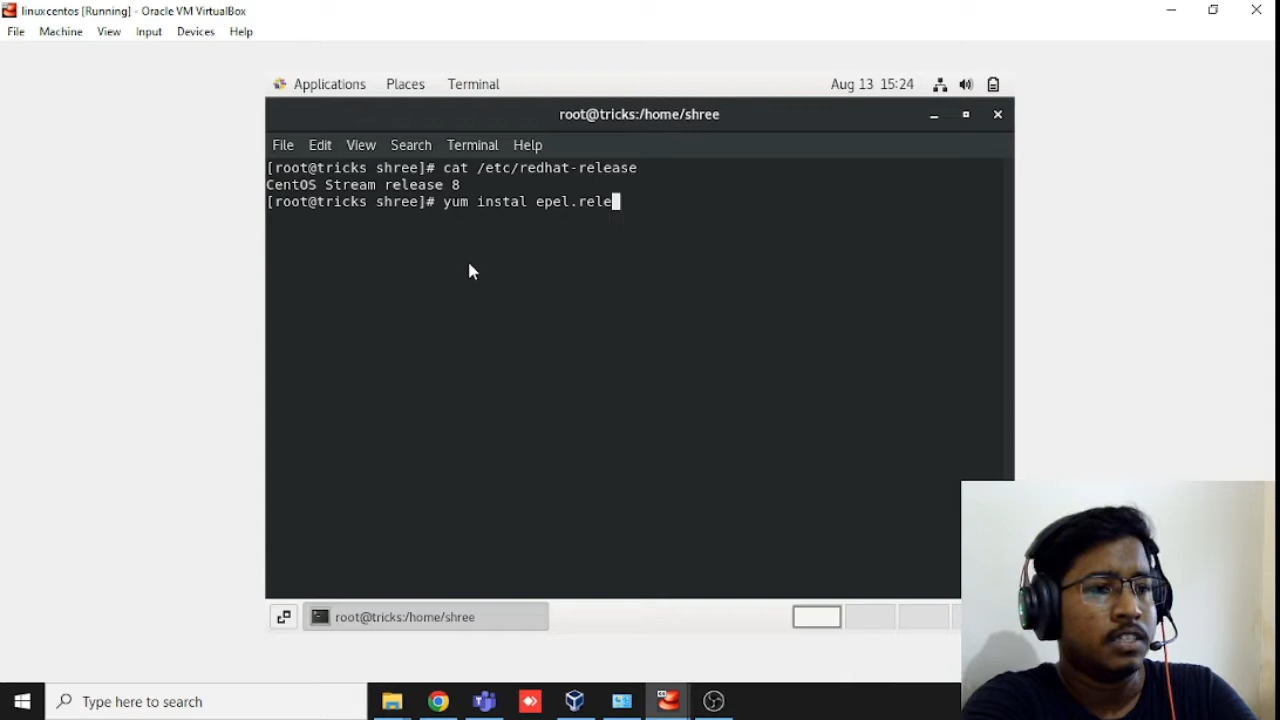 linuxcentos [Running] - Oracle VM VirtualBox
File Machine View Input Devices Help
Applications Places Terminal Aug 13 15:24
root@tricks:/home/shree
File Edit View Search Terminal Help
[root@tricks shree]# cat /etc/redhat-release
CentOS Stream release 8
[root@tricks shree]# yum instal epel.rele
root@tricks:/home/shree
Type here to search